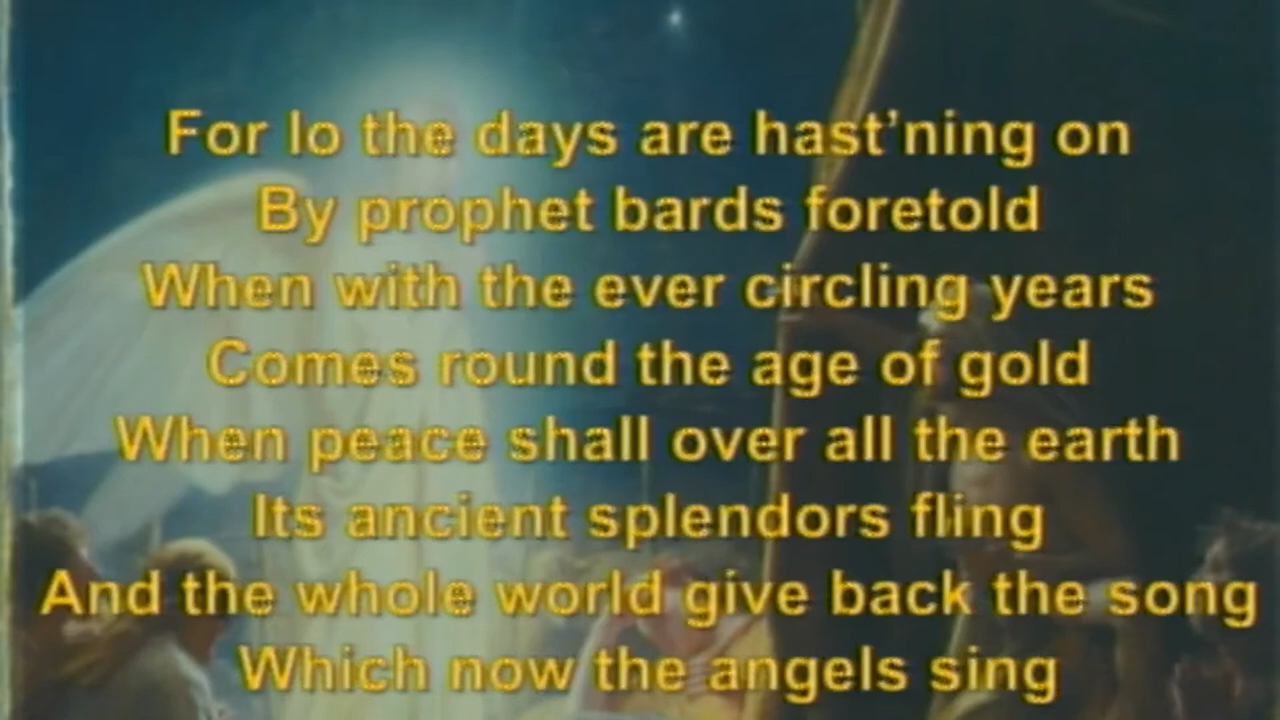 For lo the days are hast’ning on
By prophet bards foretold
When with the ever circling years
Comes round the age of gold
When peace shall over all the earth
Its ancient splendors fling
And the whole world give back the song
Which now the angels sing